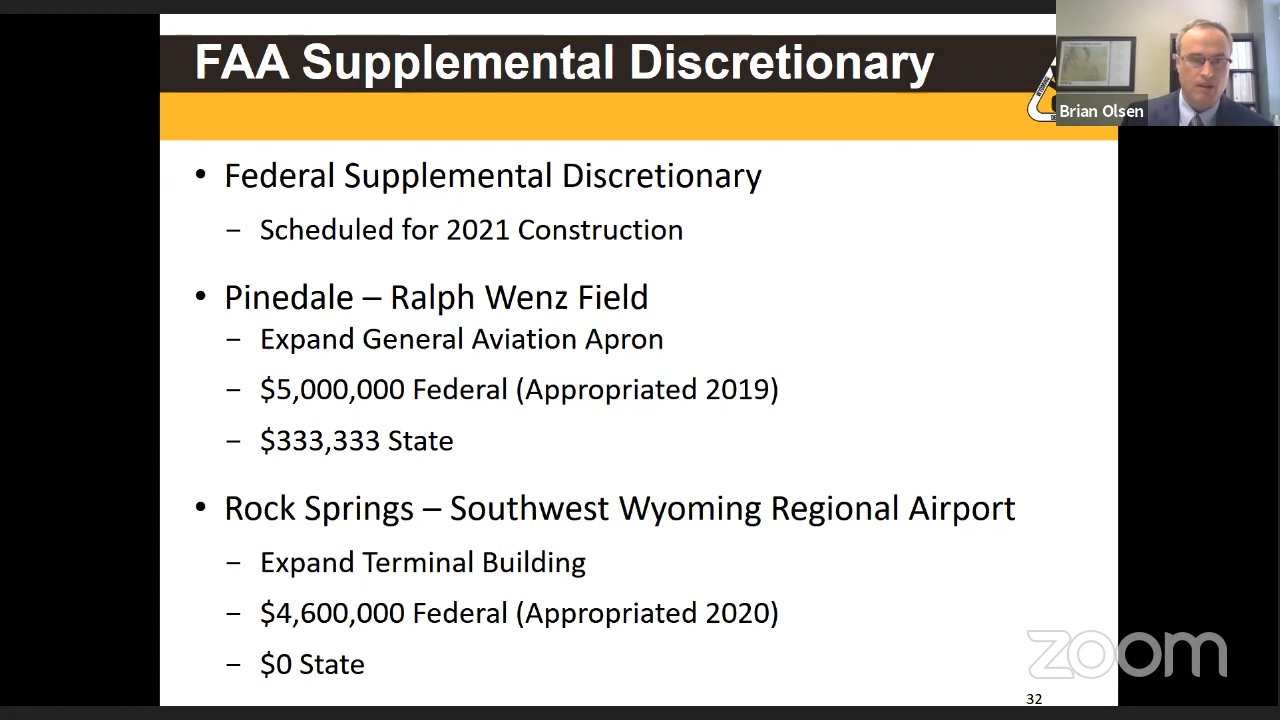 FAA Supplemental Discretionary
Brian Olsen
• Federal Supplemental Discretionary
– Scheduled for 2021 Construction
• Pinedale – Ralph Wenz Field
– Expand General Aviation Apron
– $5,000,000 Federal (Appropriated 2019)
– $333,333 State
• Rock Springs – Southwest Wyoming Regional Airport
– Expand Terminal Building
– $4,600,000 Federal (Appropriated 2020)
– $0 State
zoom
32